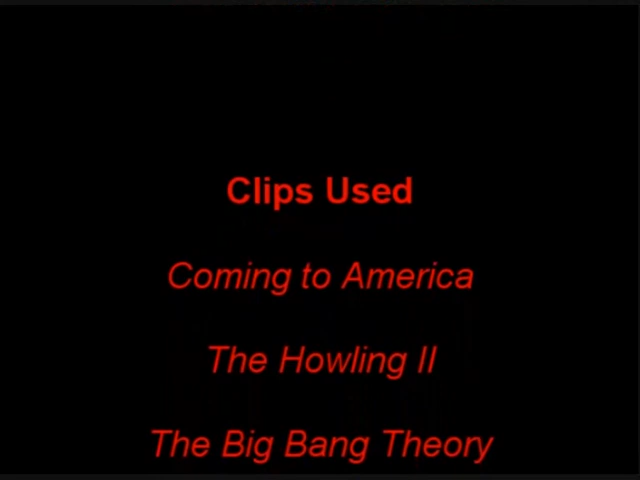 Clips Used
Coming to America
The Howling II
The Big Bang Theory